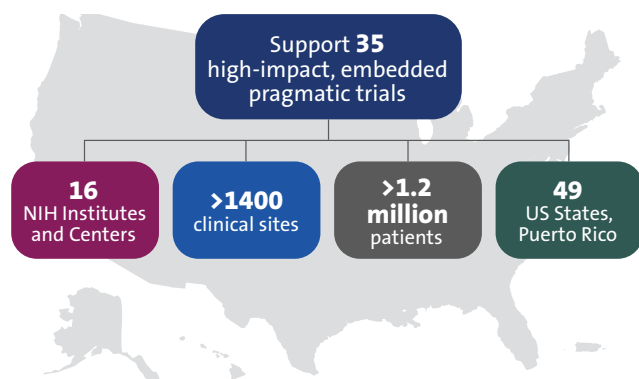 Support 35
high-impact, embedded
pragmatic trials
16
NIH Institutes
and Centers
>1400
clinical sites
>1.2
million
patients
49
US States,
Puerto Rico